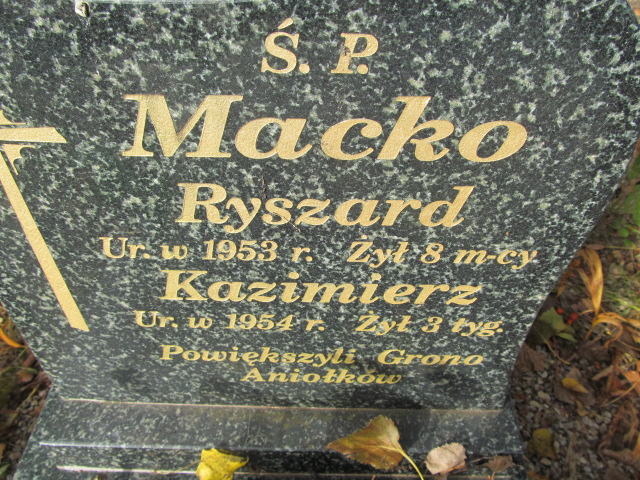 Ś. P.
Macko
Ryszard
Ur. w 1953 r. Żył 8 m-cy
Kazimierz
Ur. w 1954 r. Żył 3 tyg.
Powiększyli Grono
Aniołków